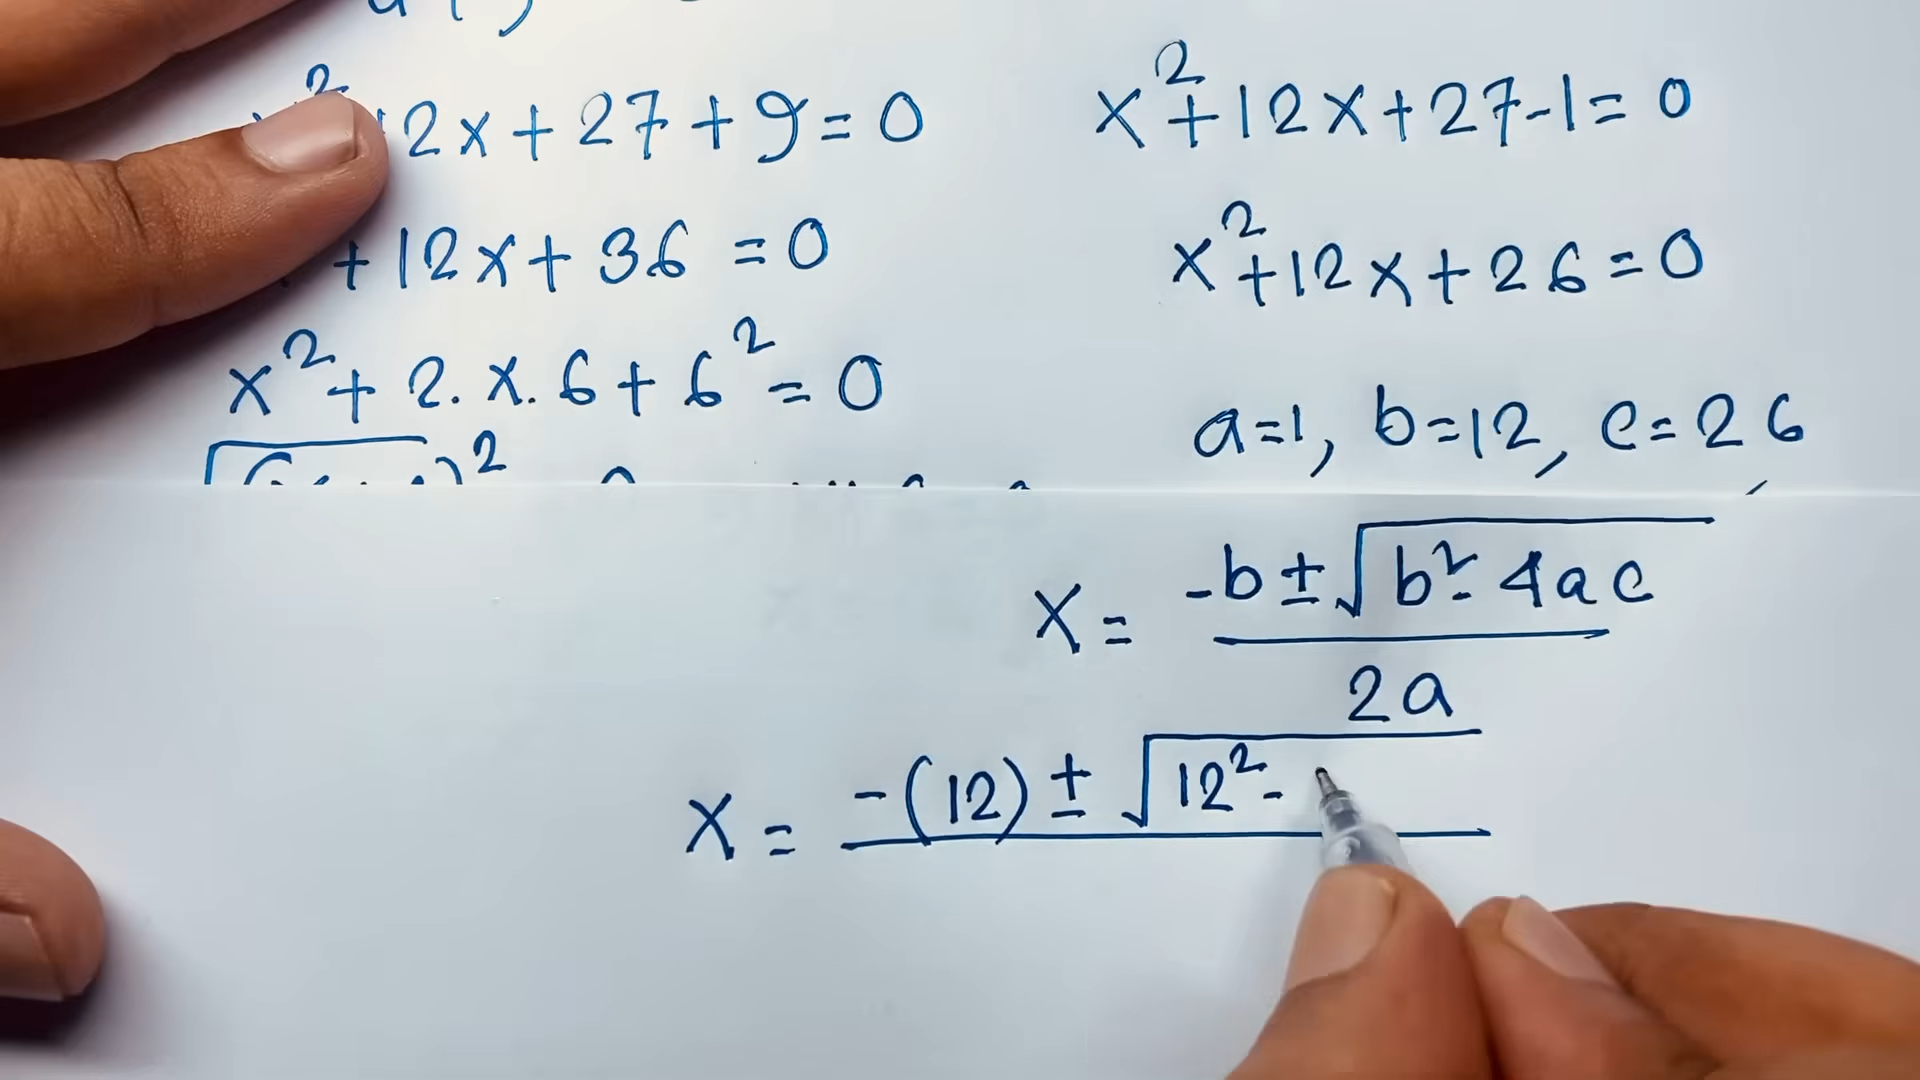 2x + 27 + 9 = 0
+ 12x + 36 = 0
x² + 2. x. 6 + 6² = 0
x² + 12x + 27 - 1 = 0
x² + 12x + 26 = 0
a=1, b=12, c=26
x = (-b ± √(b² - 4ac)) / 2a
x = -(12) ± √(12² -